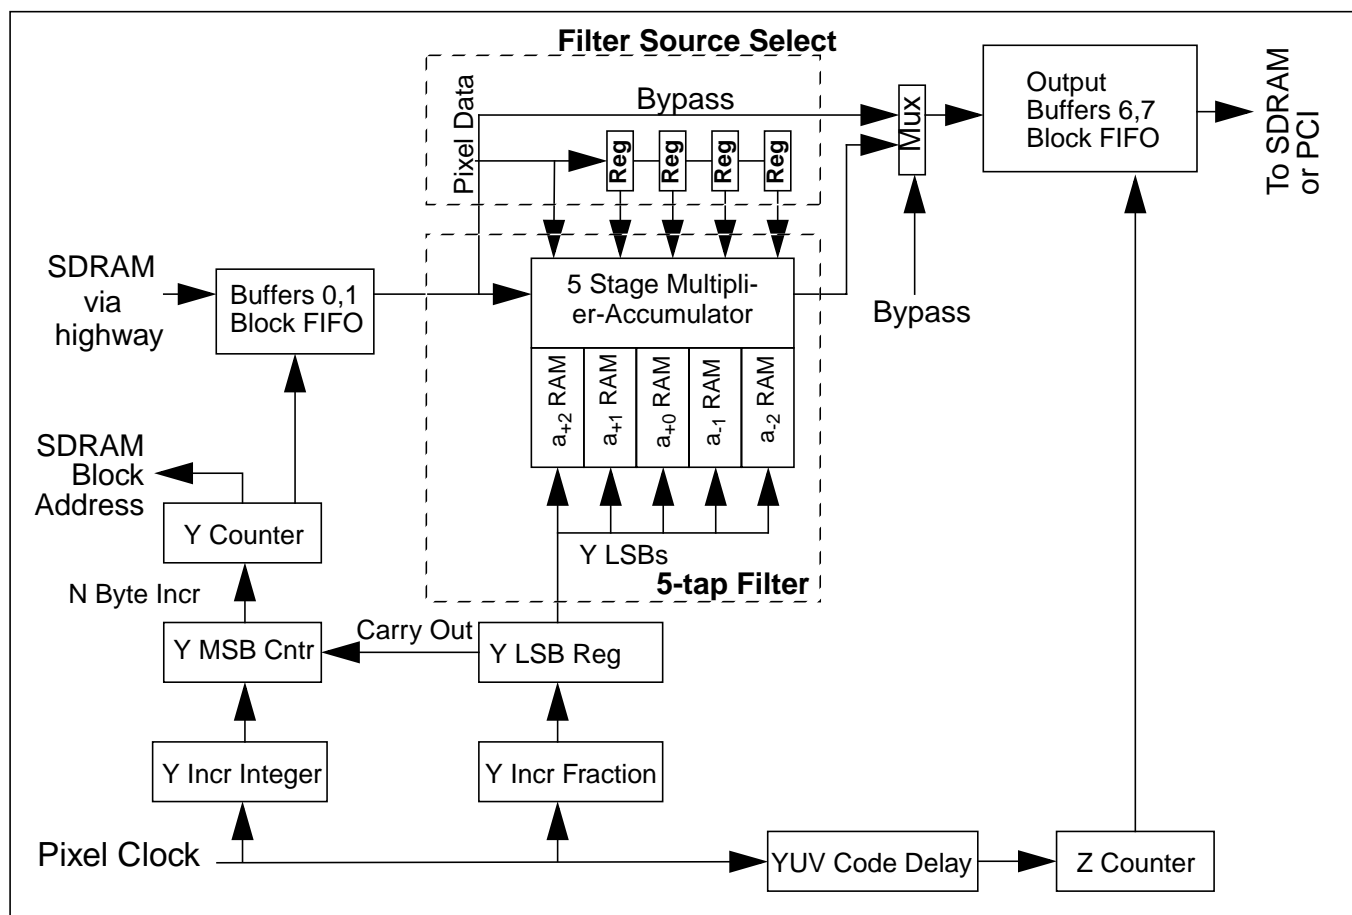 Filter Source Select
Pixel Data
Bypass
Reg
Reg
Reg
Reg
Mux
Output
Buffers 6,7
Block FIFO
To SDRAM
or PCI
SDRAM
via
highway
Buffers 0,1
Block FIFO
5 Stage Multipli-
er-Accumulator
Bypass
a+2 RAM
a+1 RAM
a+0 RAM
a-1 RAM
a-2 RAM
SDRAM
Block
Address
Y Counter
Y LSBs
5-tap Filter
N Byte Incr
Carry Out
Y MSB Cntr
Y LSB Reg
Y Incr Integer
Y Incr Fraction
Pixel Clock
YUV Code Delay
Z Counter